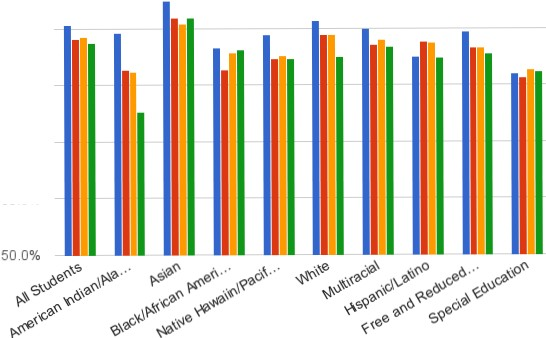 50.0%
All Students
American Indian/Ala...
Asian
Black/African Ameri...
Native Hawaiin/Pacif...
White
Multiracial
Hispanic/Latino
Free and Reduced...
Special Education